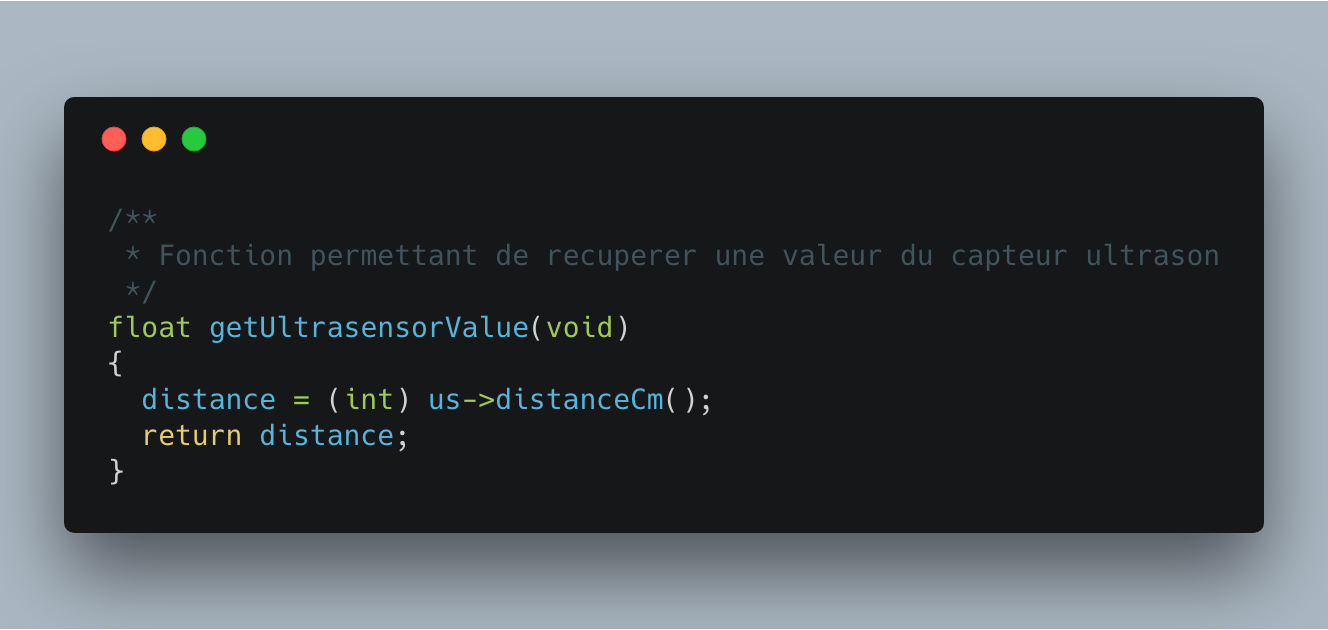 /**
 * Fonction permettant de recuperer une valeur du capteur ultrason
 */
float getUltrasensorValue(void)
{
  distance = (int) us->distanceCm();
  return distance;
}